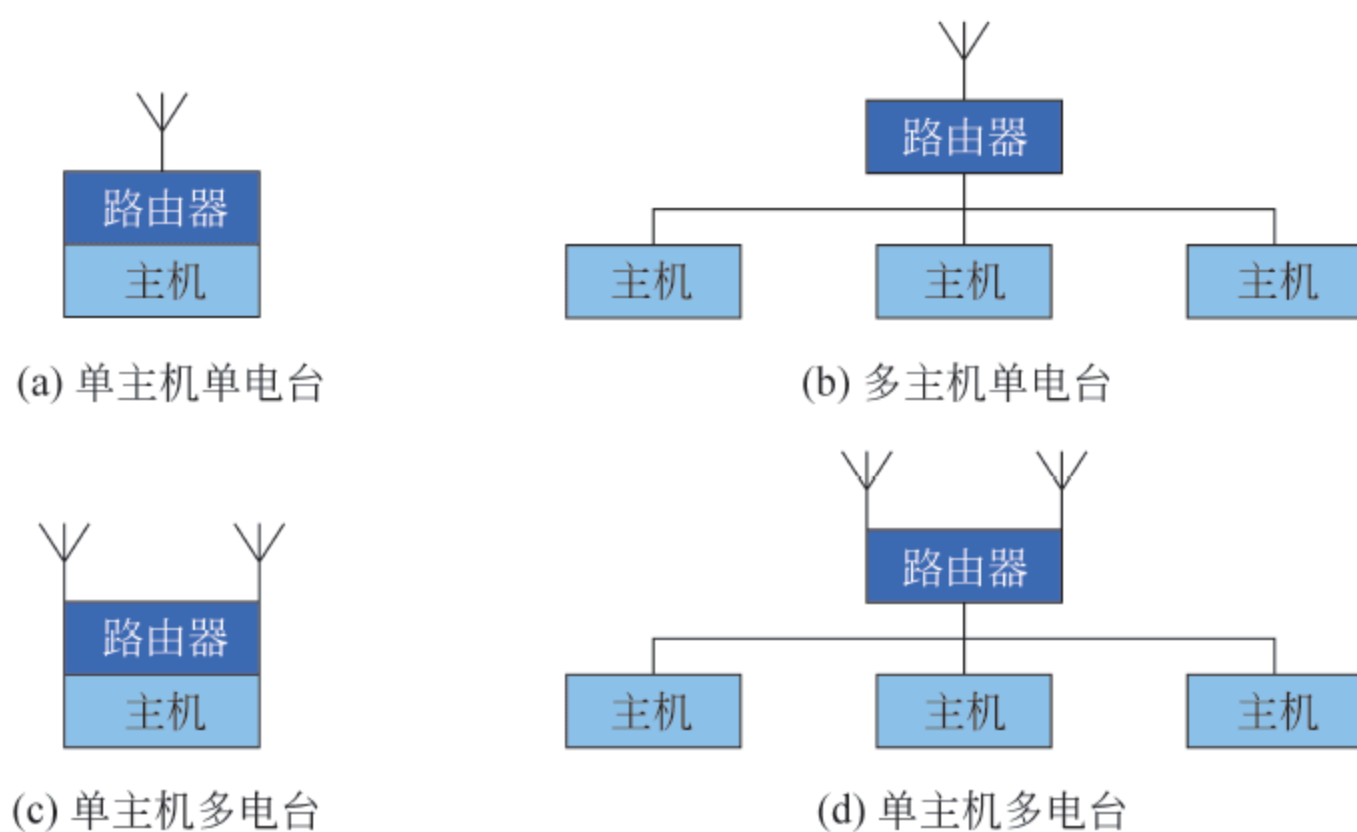 路由器
主机
(a) 单主机单电台
路由器
主机 主机 主机
(b) 多主机单电台
路由器
主机
(c) 单主机多电台
路由器
主机 主机 主机
(d) 单主机多电台